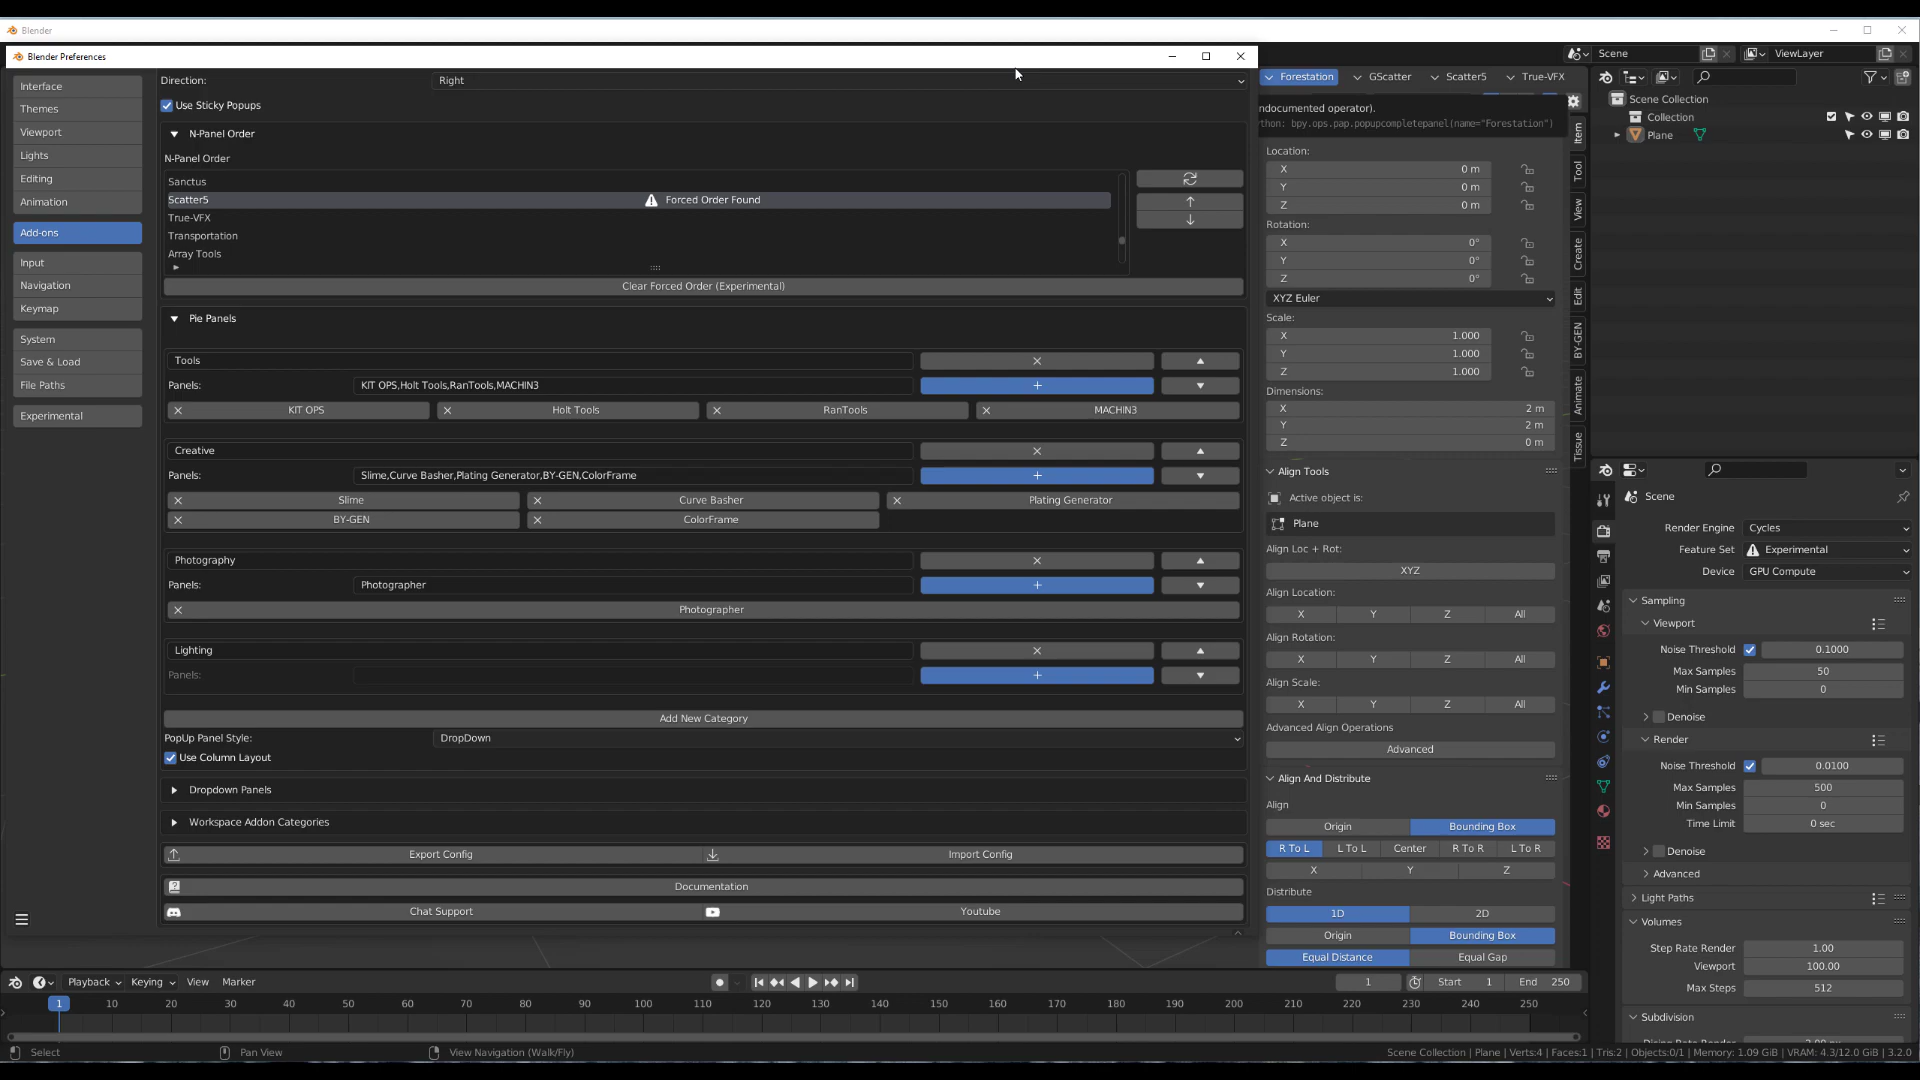 Blender
Blender Preferences
Interface
Themes
Viewport
Lights
Editing
Animation
Add-ons
Input
Navigation
Keymap
System
Save & Load
File Paths
Experimental
Direction:
Right
Use Sticky Popups
N-Panel Order
N-Panel Order
Sanctus
Scatter5
Forced Order Found
True-VFX
Transportation
Array Tools
Clear Forced Order (Experimental)
Pie Panels
Tools
Panels:
KIT OPS,Holt Tools,RanTools,MACHIN3
KIT OPS
Holt Tools
RanTools
MACHIN3
Creative
Panels:
Slime,Curve Basher,Plating Generator,BY-GEN,ColorFrame
Slime
Curve Basher
Plating Generator
BY-GEN
ColorFrame
Photography
Panels:
Photographer
Photographer
Lighting
Panels:
Add New Category
PopUp Panel Style:
DropDown
Use Column Layout
Dropdown Panels
Workspace Addon Categories
Export Config
Import Config
Documentation
Chat Support
Youtube
Forestation
GScatter
Scatter5
True-VFX
ndocumented operator).
ython: bpy.ops.pap.popupcompletepanel(name="Forestation")
Location:
X 0 m
Y 0 m
Z 0 m
Rotation:
X 0°
Y 0°
Z 0°
XYZ Euler
Scale:
X 1.000
Y 1.000
Z 1.000
Dimensions:
X 2 m
Y 2 m
Z 0 m
Align Tools
Active object is:
Plane
Align Loc + Rot:
XYZ
Align Location:
X Y Z All
Align Rotation:
X Y Z All
Align Scale:
X Y Z All
Advanced Align Operations
Advanced
Align And Distribute
Align
Origin
Bounding Box
R To L
L To L
Center
R To R
L To R
X Y Z
Distribute
1D
2D
Origin
Bounding Box
Equal Distance
Equal Gap
Item
Tool
View
Create
Edit
BY-GEN
Animate
Tissue
Scene
ViewLayer
Scene Collection
Collection
Plane
Scene
Render Engine
Cycles
Feature Set
Experimental
Device
GPU Compute
Sampling
Viewport
Noise Threshold 0.1000
Max Samples 50
Min Samples 0
Denoise
Render
Noise Threshold 0.0100
Max Samples 500
Min Samples 0
Time Limit 0 sec
Denoise
Advanced
Light Paths
Volumes
Step Rate Render 1.00
Viewport 100.00
Max Steps 512
Subdivision
Playback
Keying
View
Marker
1
Start 1
End 250
1 10 20 30 40 50 60 70 80 90 100 110 120 130 140 150 160 170 180 190 200 210 220 230 240 250
Select
Pan View
View Navigation (Walk/Fly)
Scene Collection | Plane | Verts:4 | Faces:1 | Tris:2 | Objects:0/1 | Memory: 1.09 GiB | VRAM: 4.3/12.0 GiB | 3.2.0